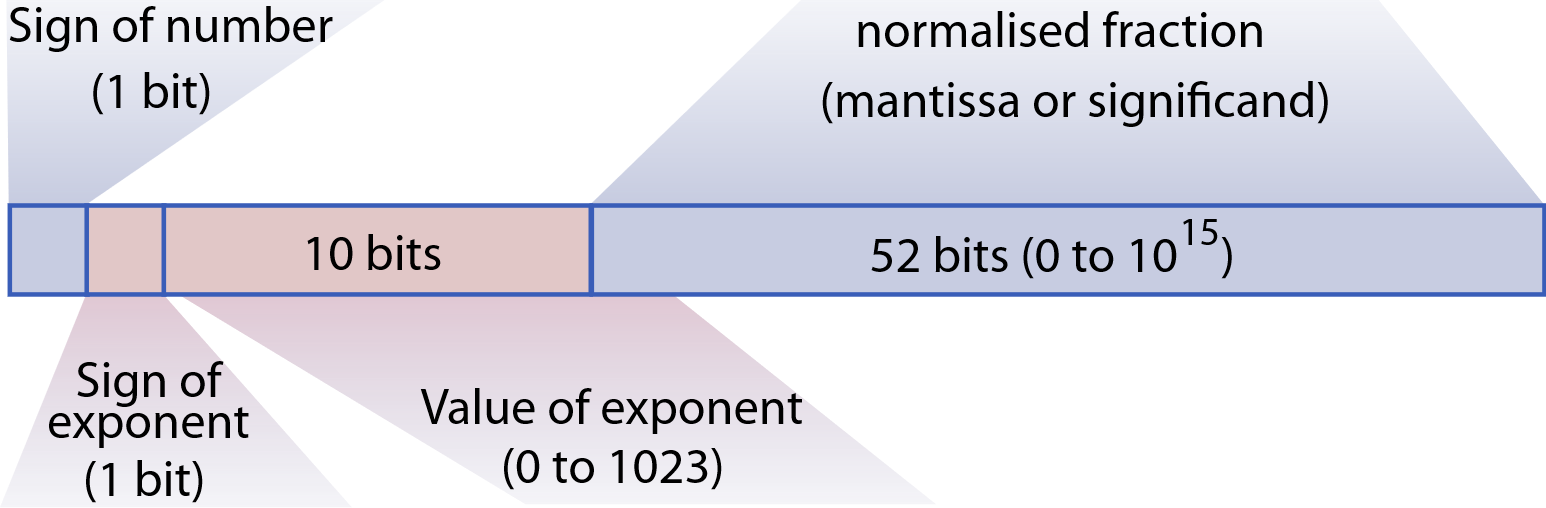 Sign of number
(1 bit)
normalised fraction
(mantissa or significand)
10 bits
52 bits (0 to 10^15)
Sign of
exponent
(1 bit)
Value of exponent
(0 to 1023)